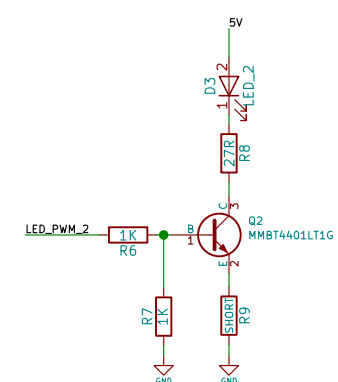 5V
2
D3
LED_2
1
27R
R8
C
3
Q2
MMBT4401LT1G
LED_PWM_2
1K
R6
B
1
E
2
R7
1K
SHORT
R9
GND
GND